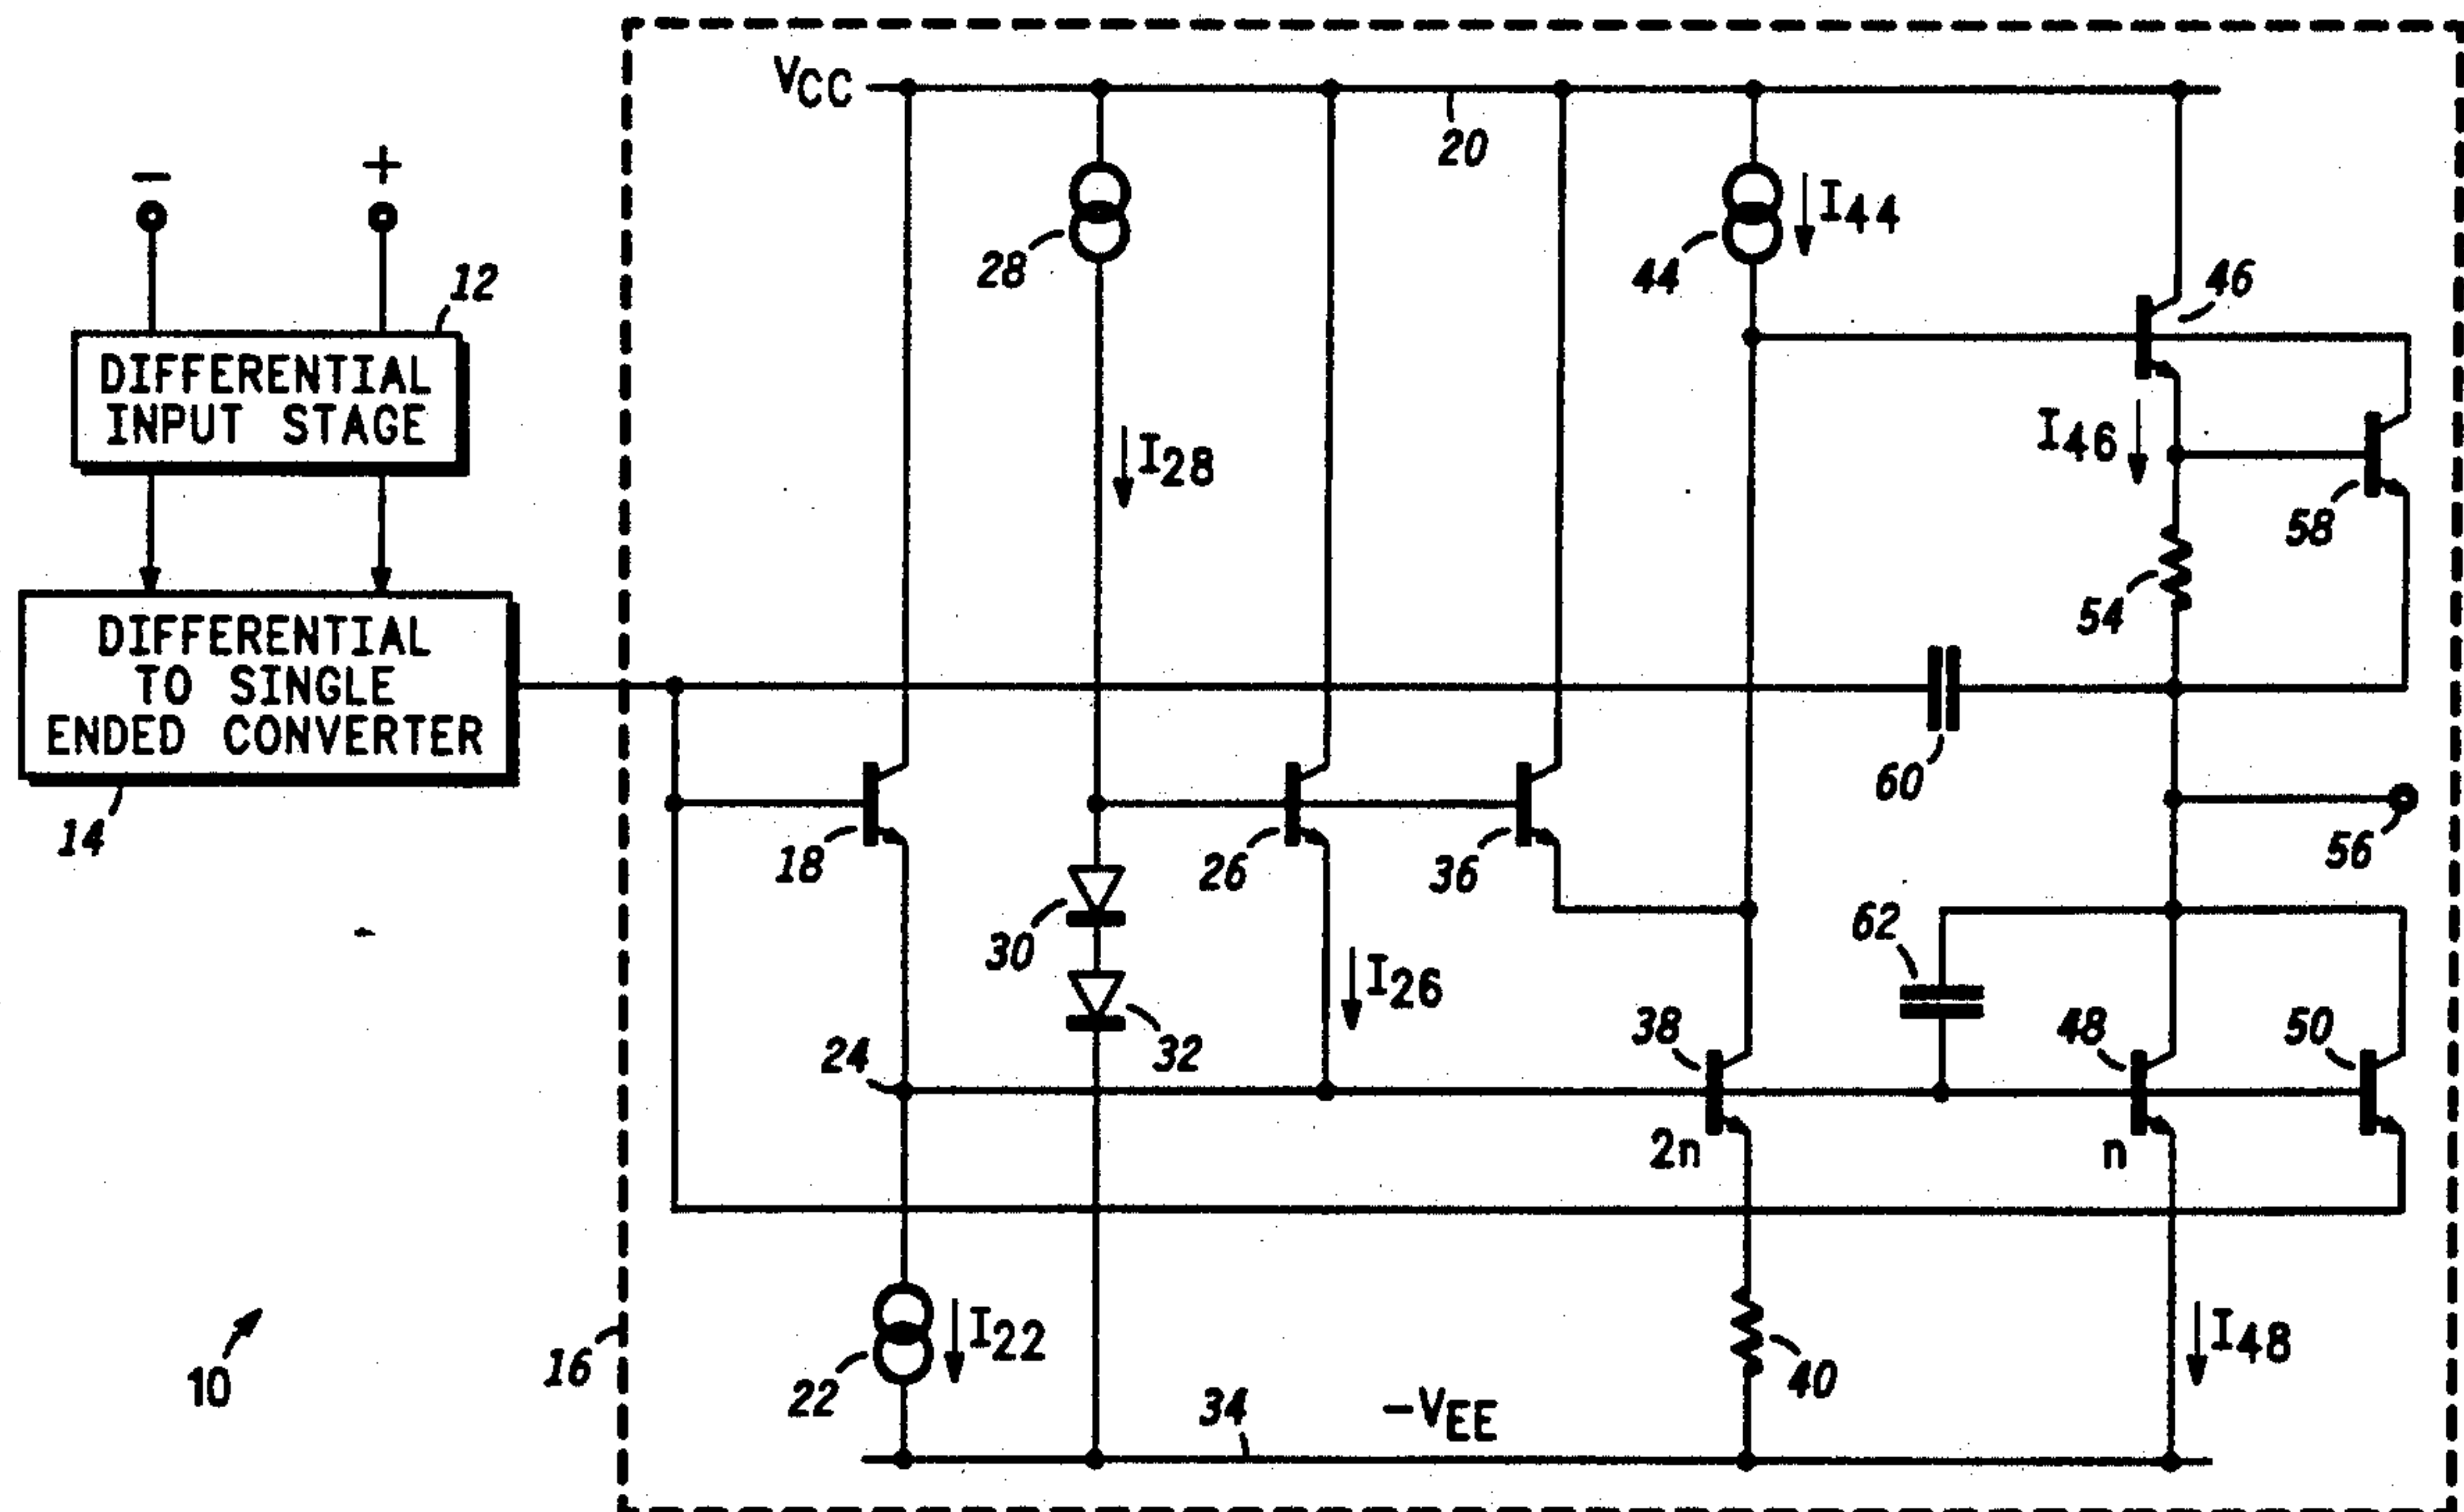 VCC
20
− +
12
DIFFERENTIAL
INPUT STAGE
28
I28
44
I44
46
I46
58
54
DIFFERENTIAL
TO SINGLE
ENDED CONVERTER
14
18
26
36
60
56
30
32
I26
62
24
38
48
50
2n
n
10
16
22
I22
34
−VEE
40
I48